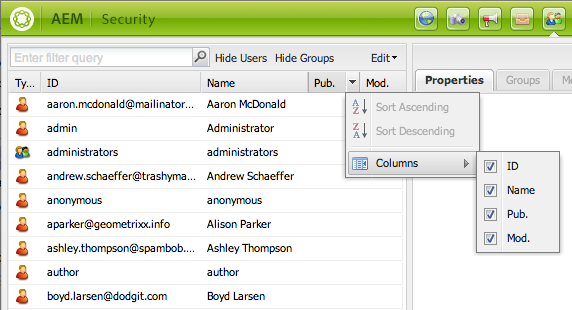 AEM Security
Enter filter query Hide Users Hide Groups Edit
Properties Groups Me
Ty... ID Name Pub. Mod.
aaron.mcdonald@mailinator... Aaron McDonald
admin Administrator
administrators administrators
andrew.schaeffer@trashyma... Andrew Schaeffer
anonymous anonymous
aparker@geometrixx.info Alison Parker
ashley.thompson@spambob.... Ashley Thompson
author author
boyd.larsen@dodgit.com Boyd Larsen
Sort Ascending
Sort Descending
Columns
ID
Name
Pub.
Mod.